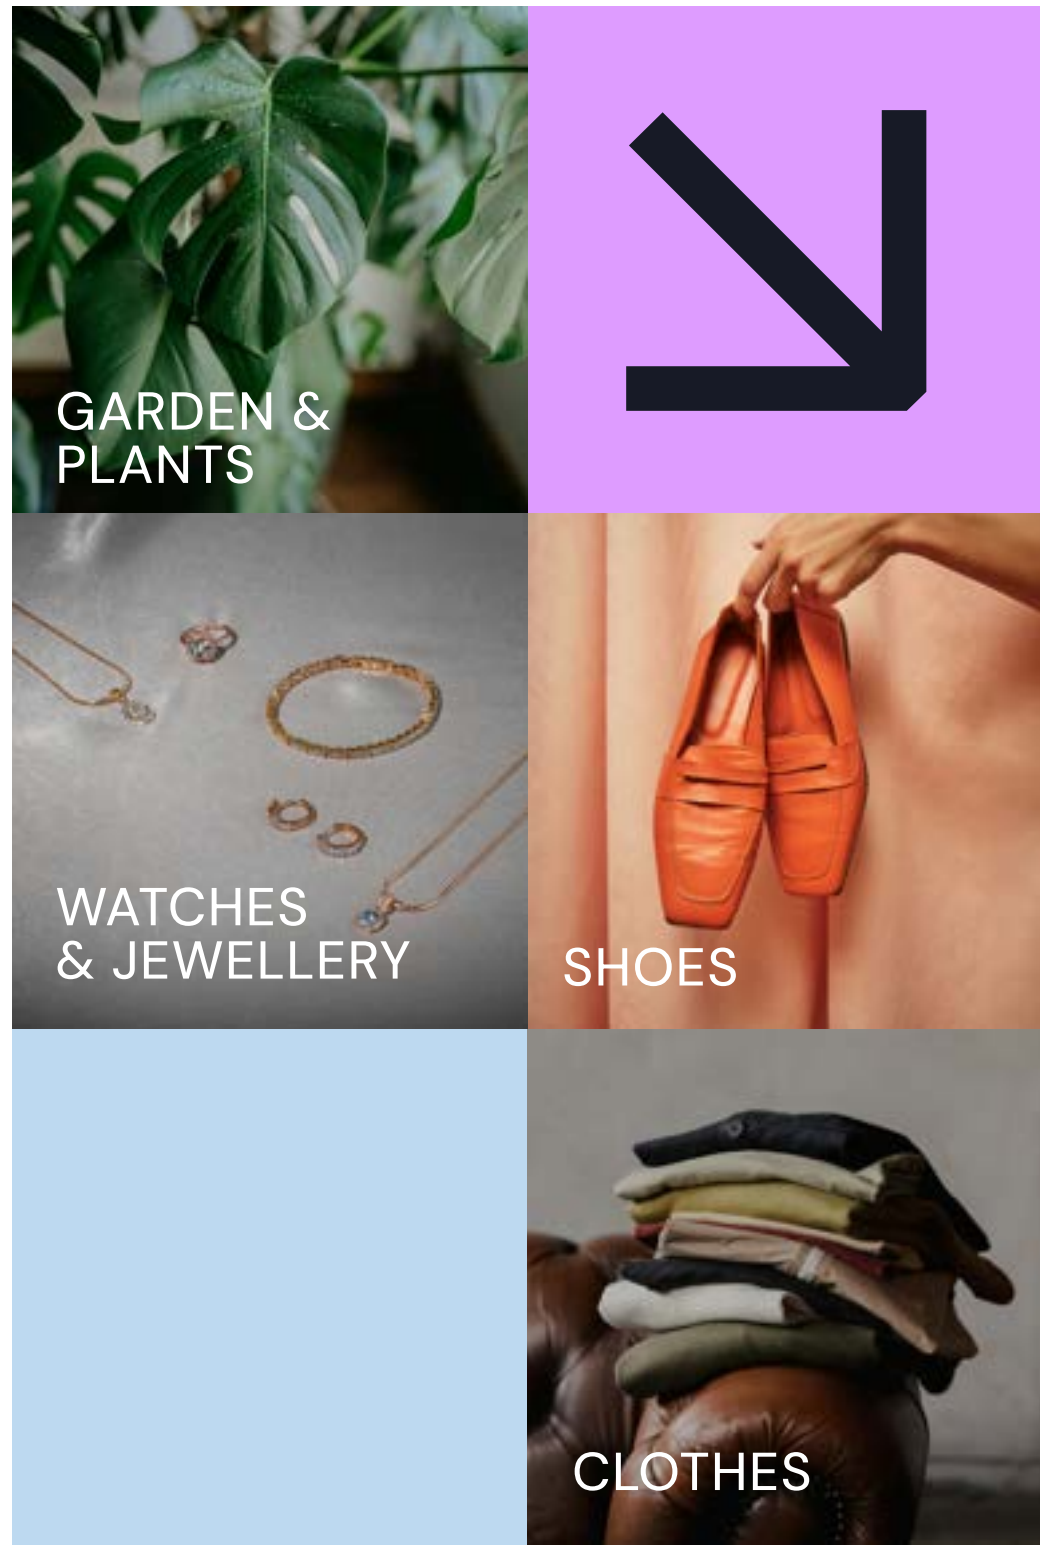 GARDEN &
PLANTS
WATCHES
& JEWELLERY
SHOES
CLOTHES